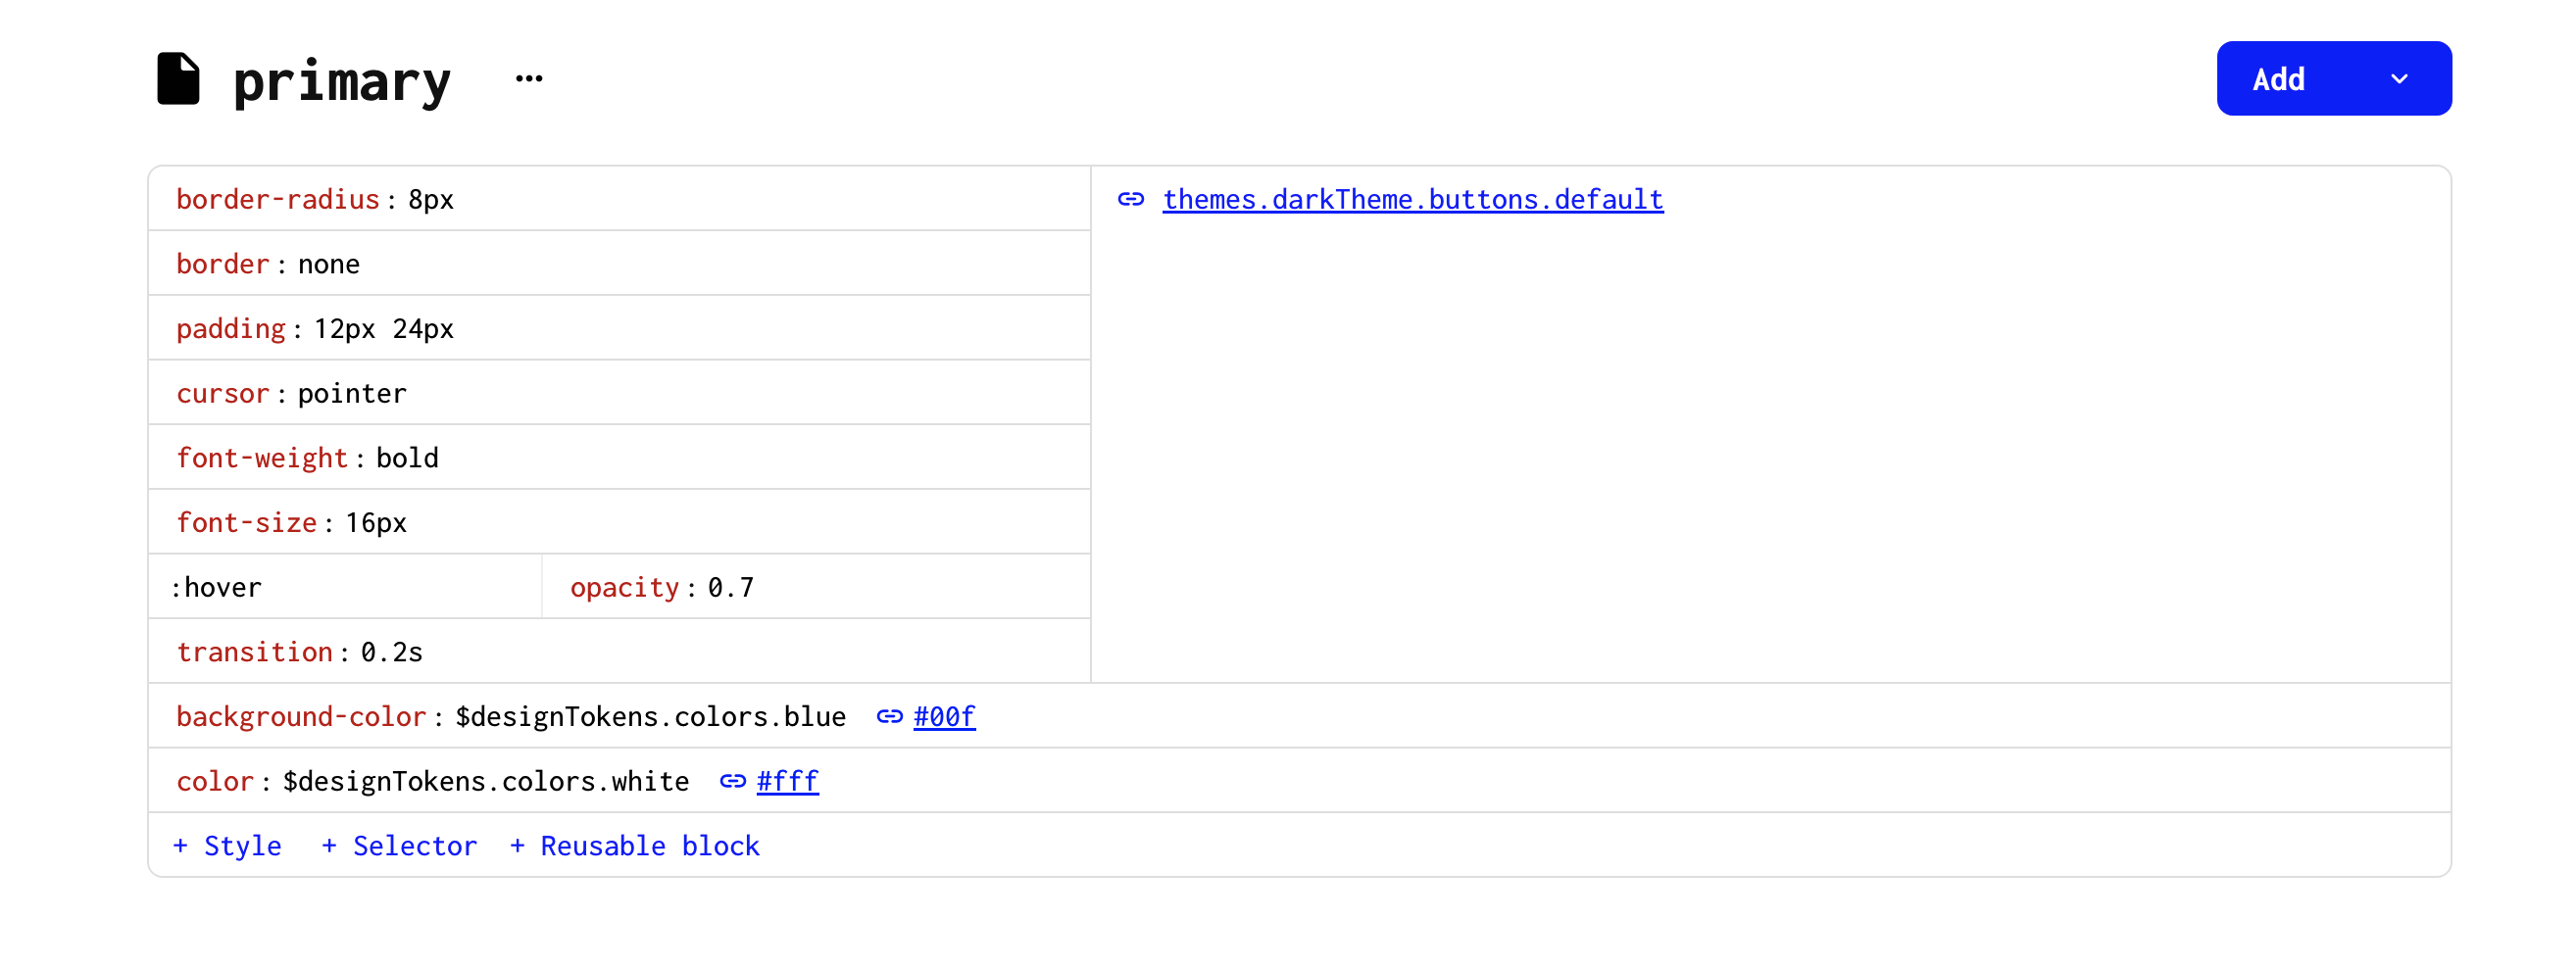 primary ...
Add
border-radius: 8px themes.darkTheme.buttons.default
border: none
padding: 12px 24px
cursor: pointer
font-weight: bold
font-size: 16px
:hover opacity: 0.7
transition: 0.2s
background-color: $designTokens.colors.blue #00f
color: $designTokens.colors.white #fff
+ Style + Selector + Reusable block